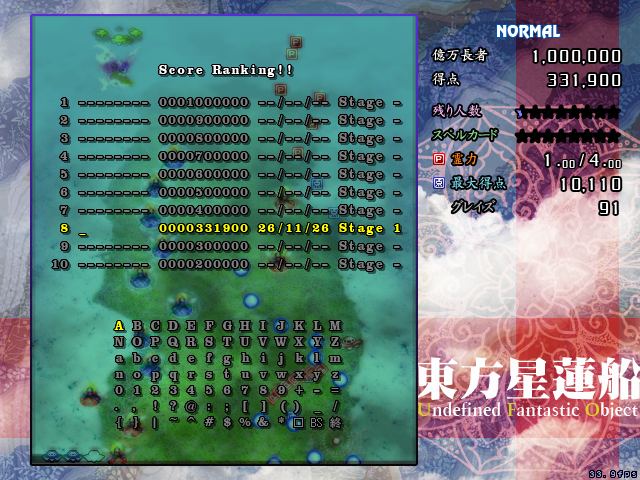 Score Ranking!!
1 -------- 0001000000 --/--/-- Stage -
2 -------- 0000900000 --/--/-- Stage -
3 -------- 0000800000 --/--/-- Stage -
4 -------- 0000700000 --/--/-- Stage -
5 -------- 0000600000 --/--/-- Stage -
6 -------- 0000500000 --/--/-- Stage -
7 -------- 0000400000 --/--/-- Stage -
8 _ 0000331900 26/11/26 Stage 1
9 -------- 0000300000 --/--/-- Stage -
10 -------- 0000200000 --/--/-- Stage -
A B C D E F G H I J K L M
N O P Q R S T U V W X Y Z
a b c d e f g h i j k l m
n o p q r s t u v w x y z
0 1 2 3 4 5 6 7 8 9 + - =
. , ! ? @ : ; [ ] ( ) _ /
{ } | ~ ^ # $ % & * BS 終
NORMAL
億万長者 1,000,000
得点 331,900
残り人数
スペルカード
P 霊力 1.00/4.00
点 最大得点 10,110
グレイズ 91
東方星蓮船
Undefined Fantastic Object
33.9fps